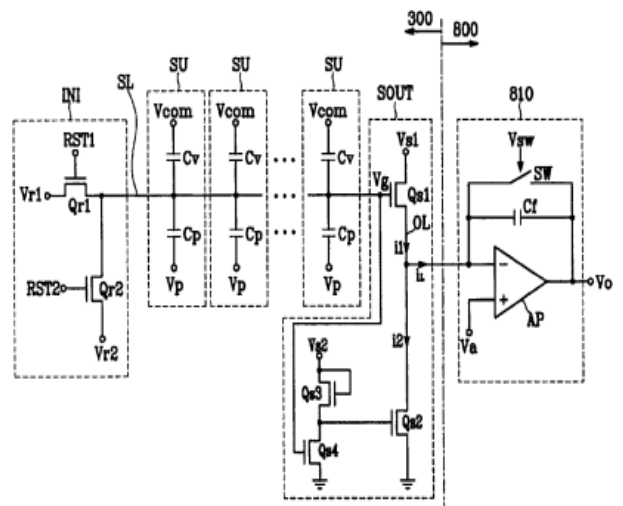 300
800
SU
SU
SU
SL
INI
SOUT
810
Vcom
Vcom
Vcom
Vs1
Vsw
RST1
SW
Cv
Cv
Cv
Vg
Qs1
Vr1
Qr1
OL
Cf
Cp
Cp
Cp
i1
iL
RST2
Qr2
Vp
Vp
Vp
Vo
AP
Va
Vr2
Vs2
i2
Qs3
Qs2
Qs4